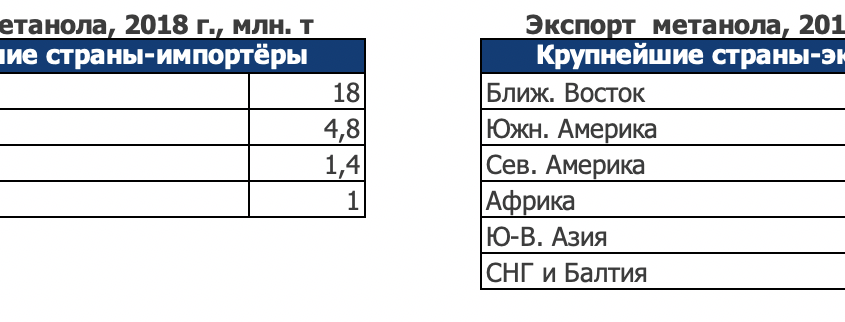 етанола, 2018 г., млн. т
ие страны-импортёры
18
4,8
1,4
1
Экспорт метанола, 201
Крупнейшие страны-эк
Ближ. Восток
Южн. Америка
Сев. Америка
Африка
Ю-В. Азия
СНГ и Балтия